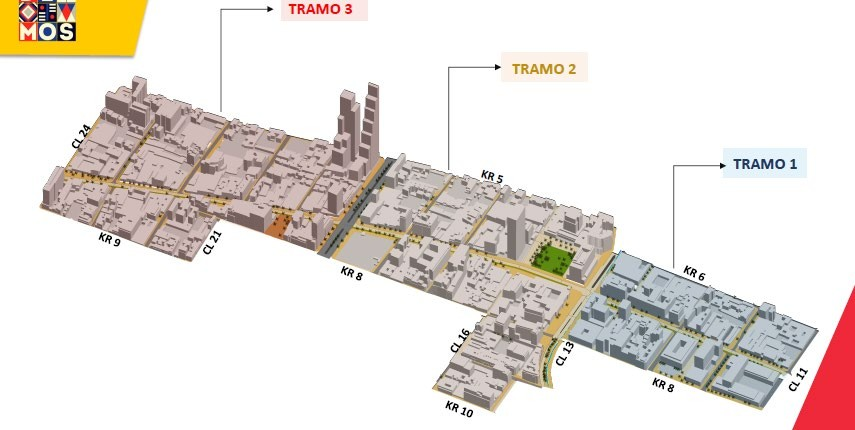 MOS
TRAMO 3
TRAMO 2
TRAMO 1
CL 24
KR 5
KR 9
CL 21
KR 8
KR 6
CL 16
CL 13
KR 8
CL 11
KR 10